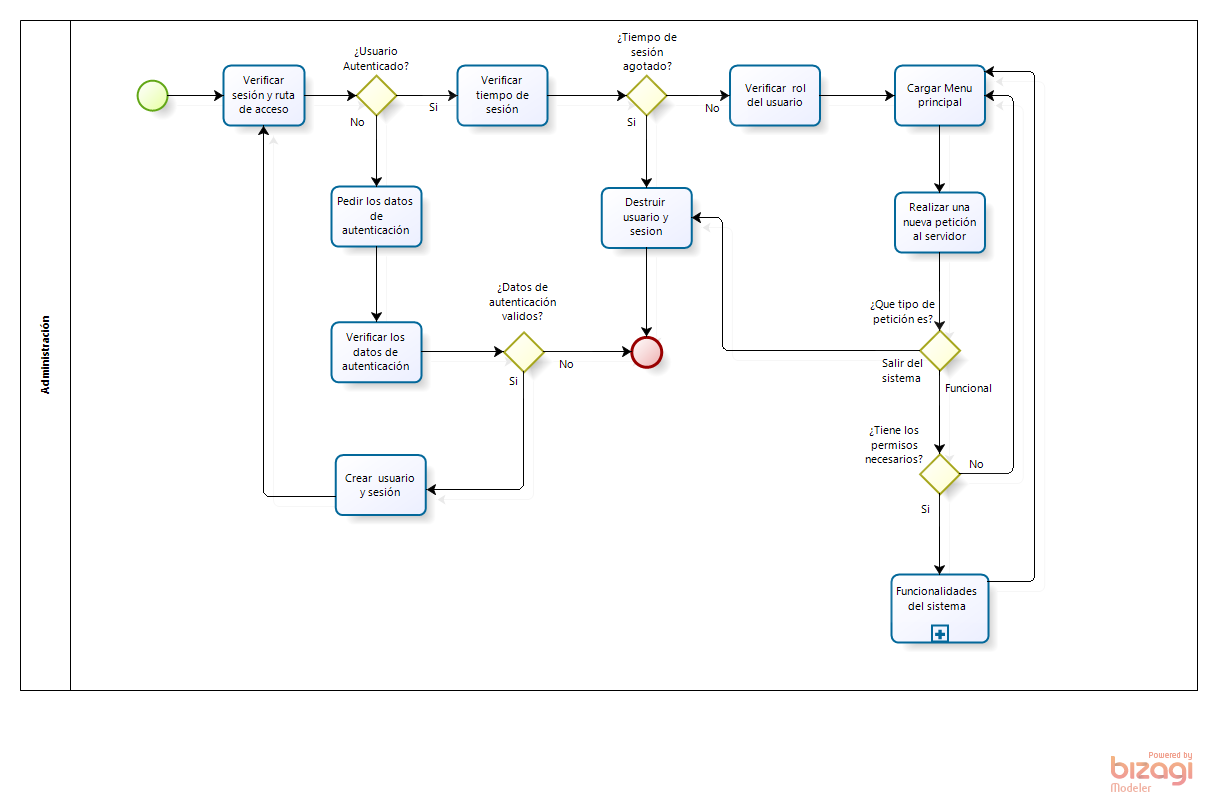 Administración
Verificar
sesión y ruta
de acceso
¿Usuario
Autenticado?
Si
No
Verificar
tiempo de
sesión
¿Tiempo de
sesión
agotado?
No
Si
Verificar rol
del usuario
Cargar Menu
principal
Pedir los datos
de
autenticación
Destruir
usuario y
sesion
Realizar una
nueva petición
al servidor
Verificar los
datos de
autenticación
¿Datos de
autenticación
validos?
No
Si
¿Que tipo de
petición es?
Salir del
sistema
Funcional
Crear usuario
y sesión
¿Tiene los
permisos
necesarios?
No
Si
Funcionalidades
del sistema
Powered by
bizagi
Modeler